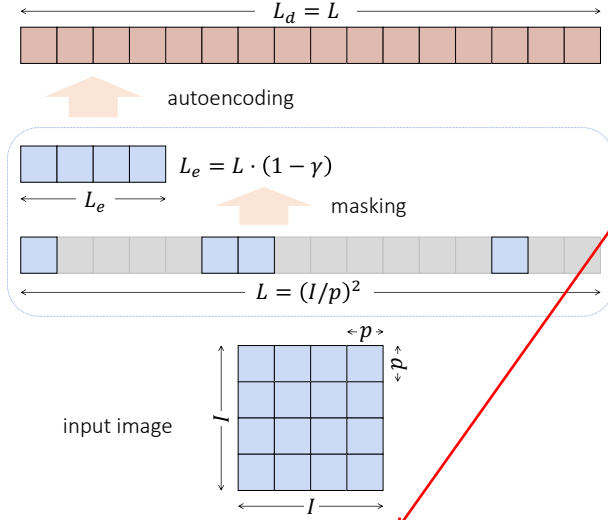 L_d = L
autoencoding
L_e = L · (1 − γ)
L_e
masking
L = (I/p)²
p
p
input image
I
I